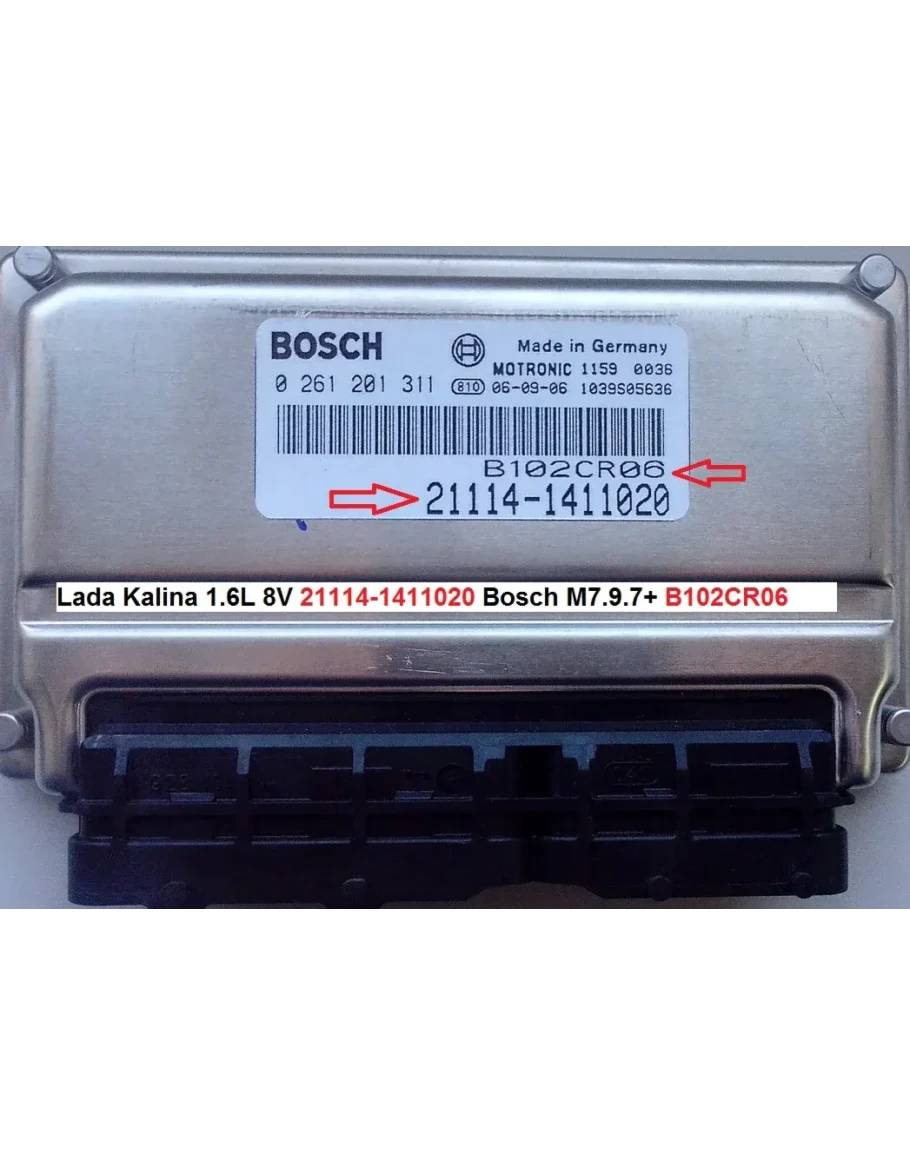 BOSCH
Made in Germany
MOTRONIC 1159 0036
0 261 201 311 810 06-09-06 1039S05636
B102CR06
21114-1411020
Lada Kalina 1.6L 8V 21114-1411020 Bosch M7.9.7+ B102CR06